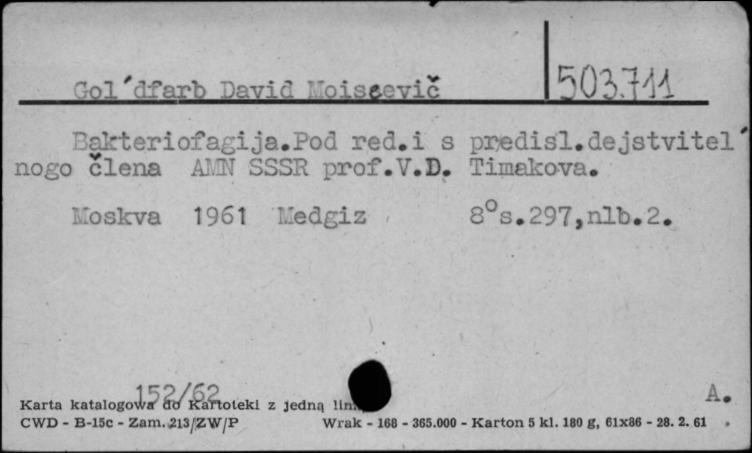 Gol´dfarb David Moiseevič
503.711
Bakteriofagija.Pod red.i s predisl.dejstvitel´
nogo člena AMN SSSR prof.V.D. Timakova.
Moskva 1961 Medgiz 8°s.297,nlb.2.
152/62
A.
Karta katalogowa do Kartoteki z jedną
CWD - B-15c - Zam. 213/ZW/P Wrak - 168 - 365.000 - Karton 5 kl. 180 g, 61x86 - 28. 2. 61